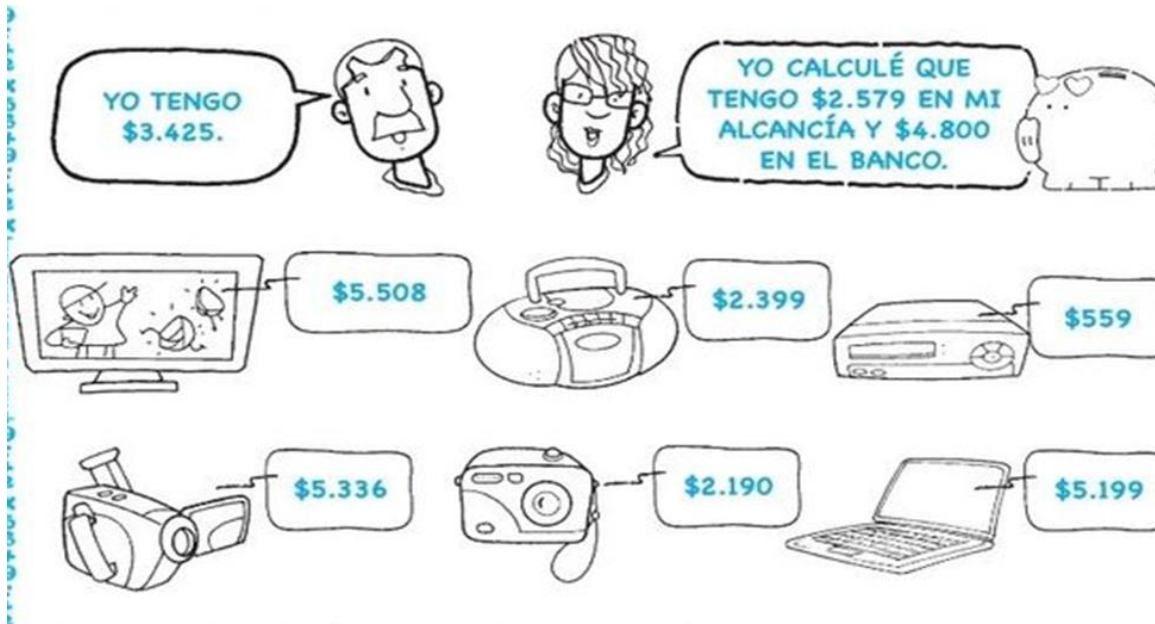 YO TENGO
$3.425.
YO CALCULÉ QUE
TENGO $2.579 EN MI
ALCANCÍA Y $4.800
EN EL BANCO.
$5.508
$2.399
$559
$5.336
$2.190
$5.199